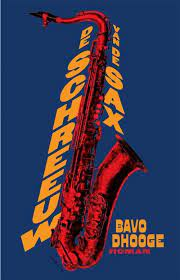 DE SCHREEUW
VAN DE SAX
BAVO
DHOOGE
ROMAN